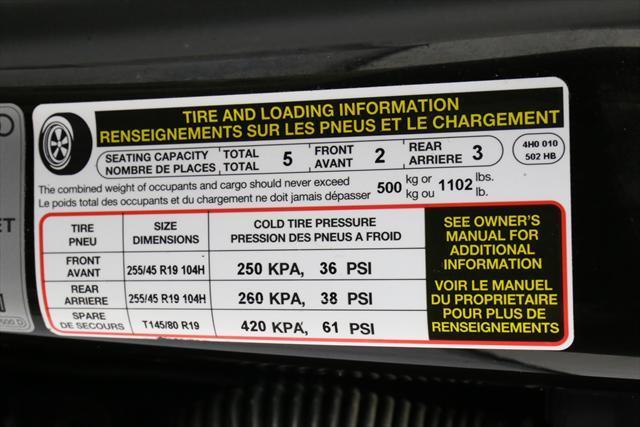 TIRE AND LOADING INFORMATION
RENSEIGNEMENTS SUR LES PNEUS ET LE CHARGEMENT
SEATING CAPACITY TOTAL 5 FRONT 2 REAR 3
NOMBRE DE PLACES TOTAL AVANT ARRIERE
4H0 010
502 HB
The combined weight of occupants and cargo should never exceed 500 kg or 1102 lbs.
Le poids total des occupants et du chargement ne doit jamais dépasser kg ou lb.
TIRE SIZE COLD TIRE PRESSURE
PNEU DIMENSIONS PRESSION DES PNEUS A FROID
FRONT
AVANT 255/45 R19 104H 250 KPA, 36 PSI
REAR
ARRIERE 255/45 R19 104H 260 KPA, 38 PSI
SPARE
DE SECOURS T145/80 R19 420 KPA, 61 PSI
SEE OWNER'S
MANUAL FOR
ADDITIONAL
INFORMATION
VOIR LE MANUEL
DU PROPRIETAIRE
POUR PLUS DE
RENSEIGNEMENTS